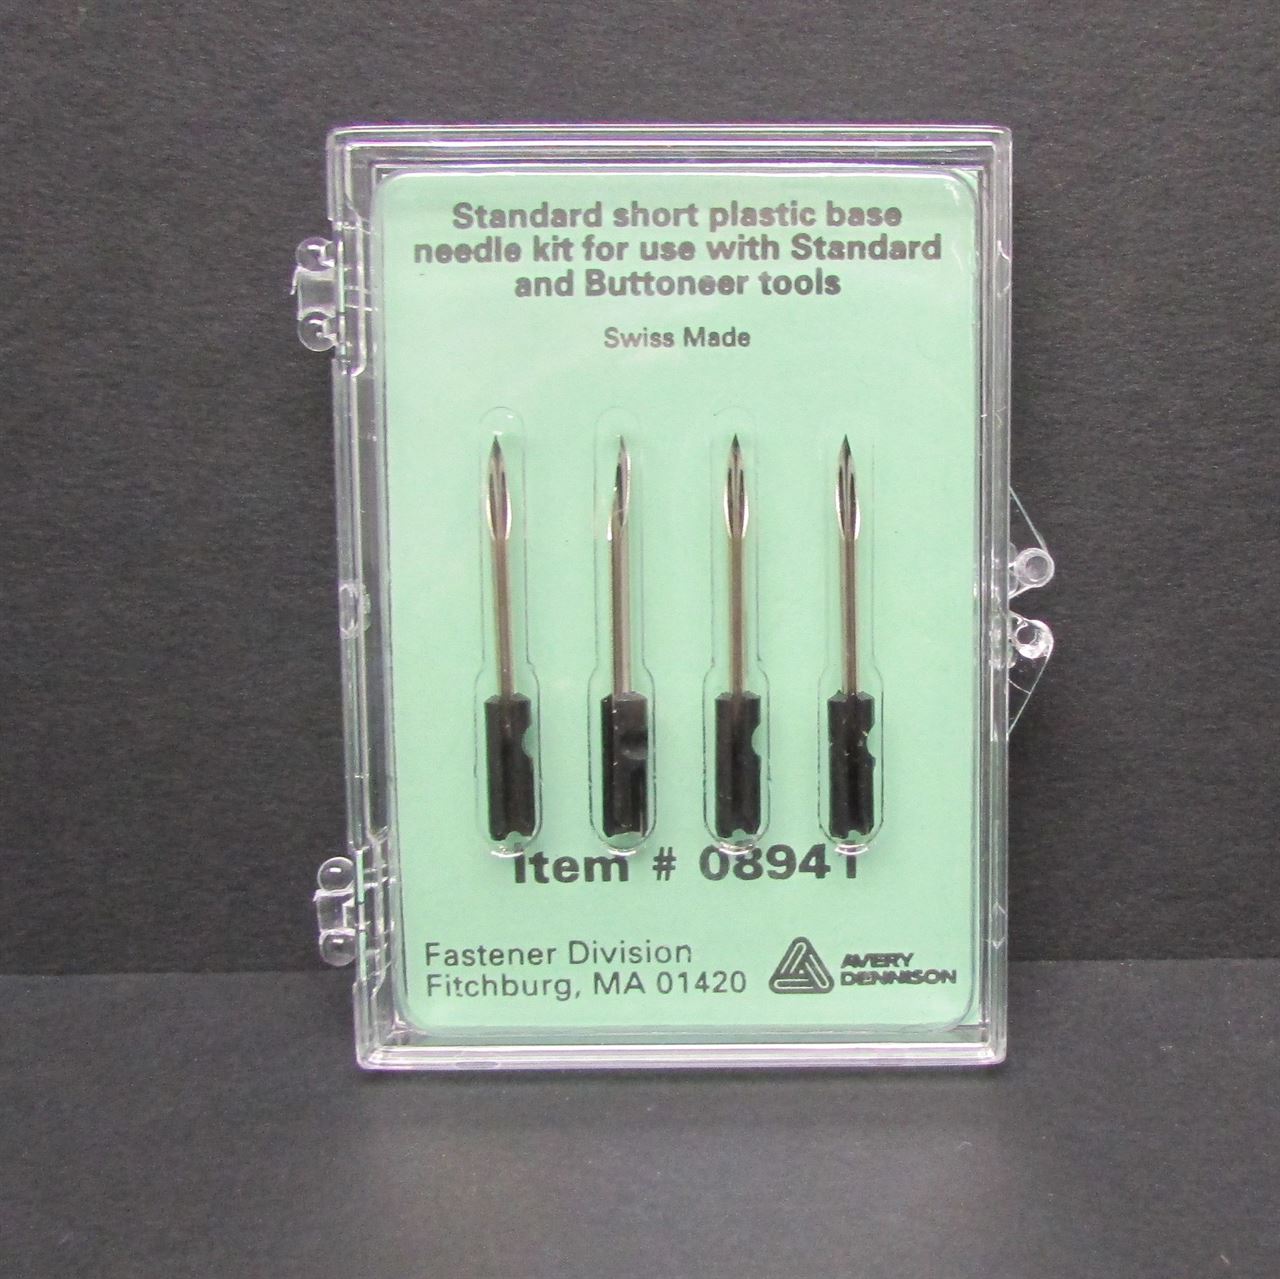 Standard short plastic base
needle kit for use with Standard
and Buttoneer tools
Swiss Made
Item # 08941
Fastener Division
Fitchburg, MA 01420
AVERY
DENNISON